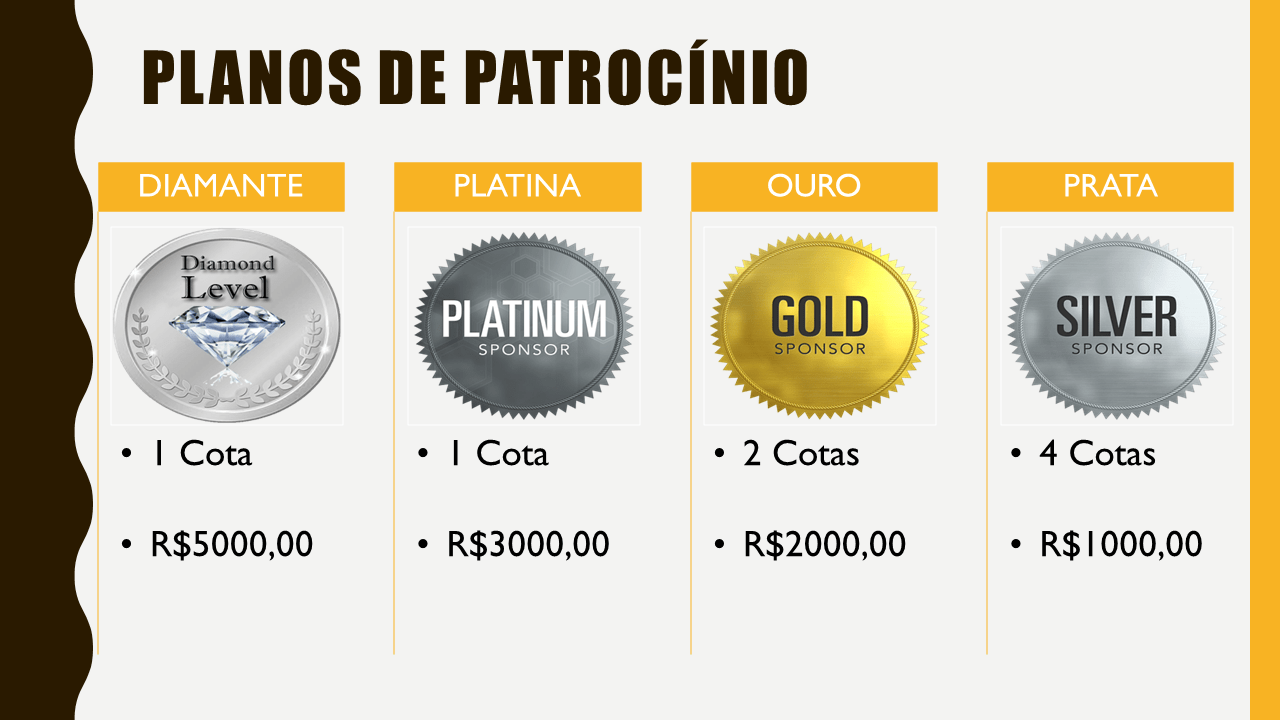 PLANOS DE PATROCÍNIO
DIAMANTE
Diamond
Level
• 1 Cota
• R$5000,00
PLATINA
PLATINUM
SPONSOR
• 1 Cota
• R$3000,00
OURO
GOLD
SPONSOR
• 2 Cotas
• R$2000,00
PRATA
SILVER
SPONSOR
• 4 Cotas
• R$1000,00